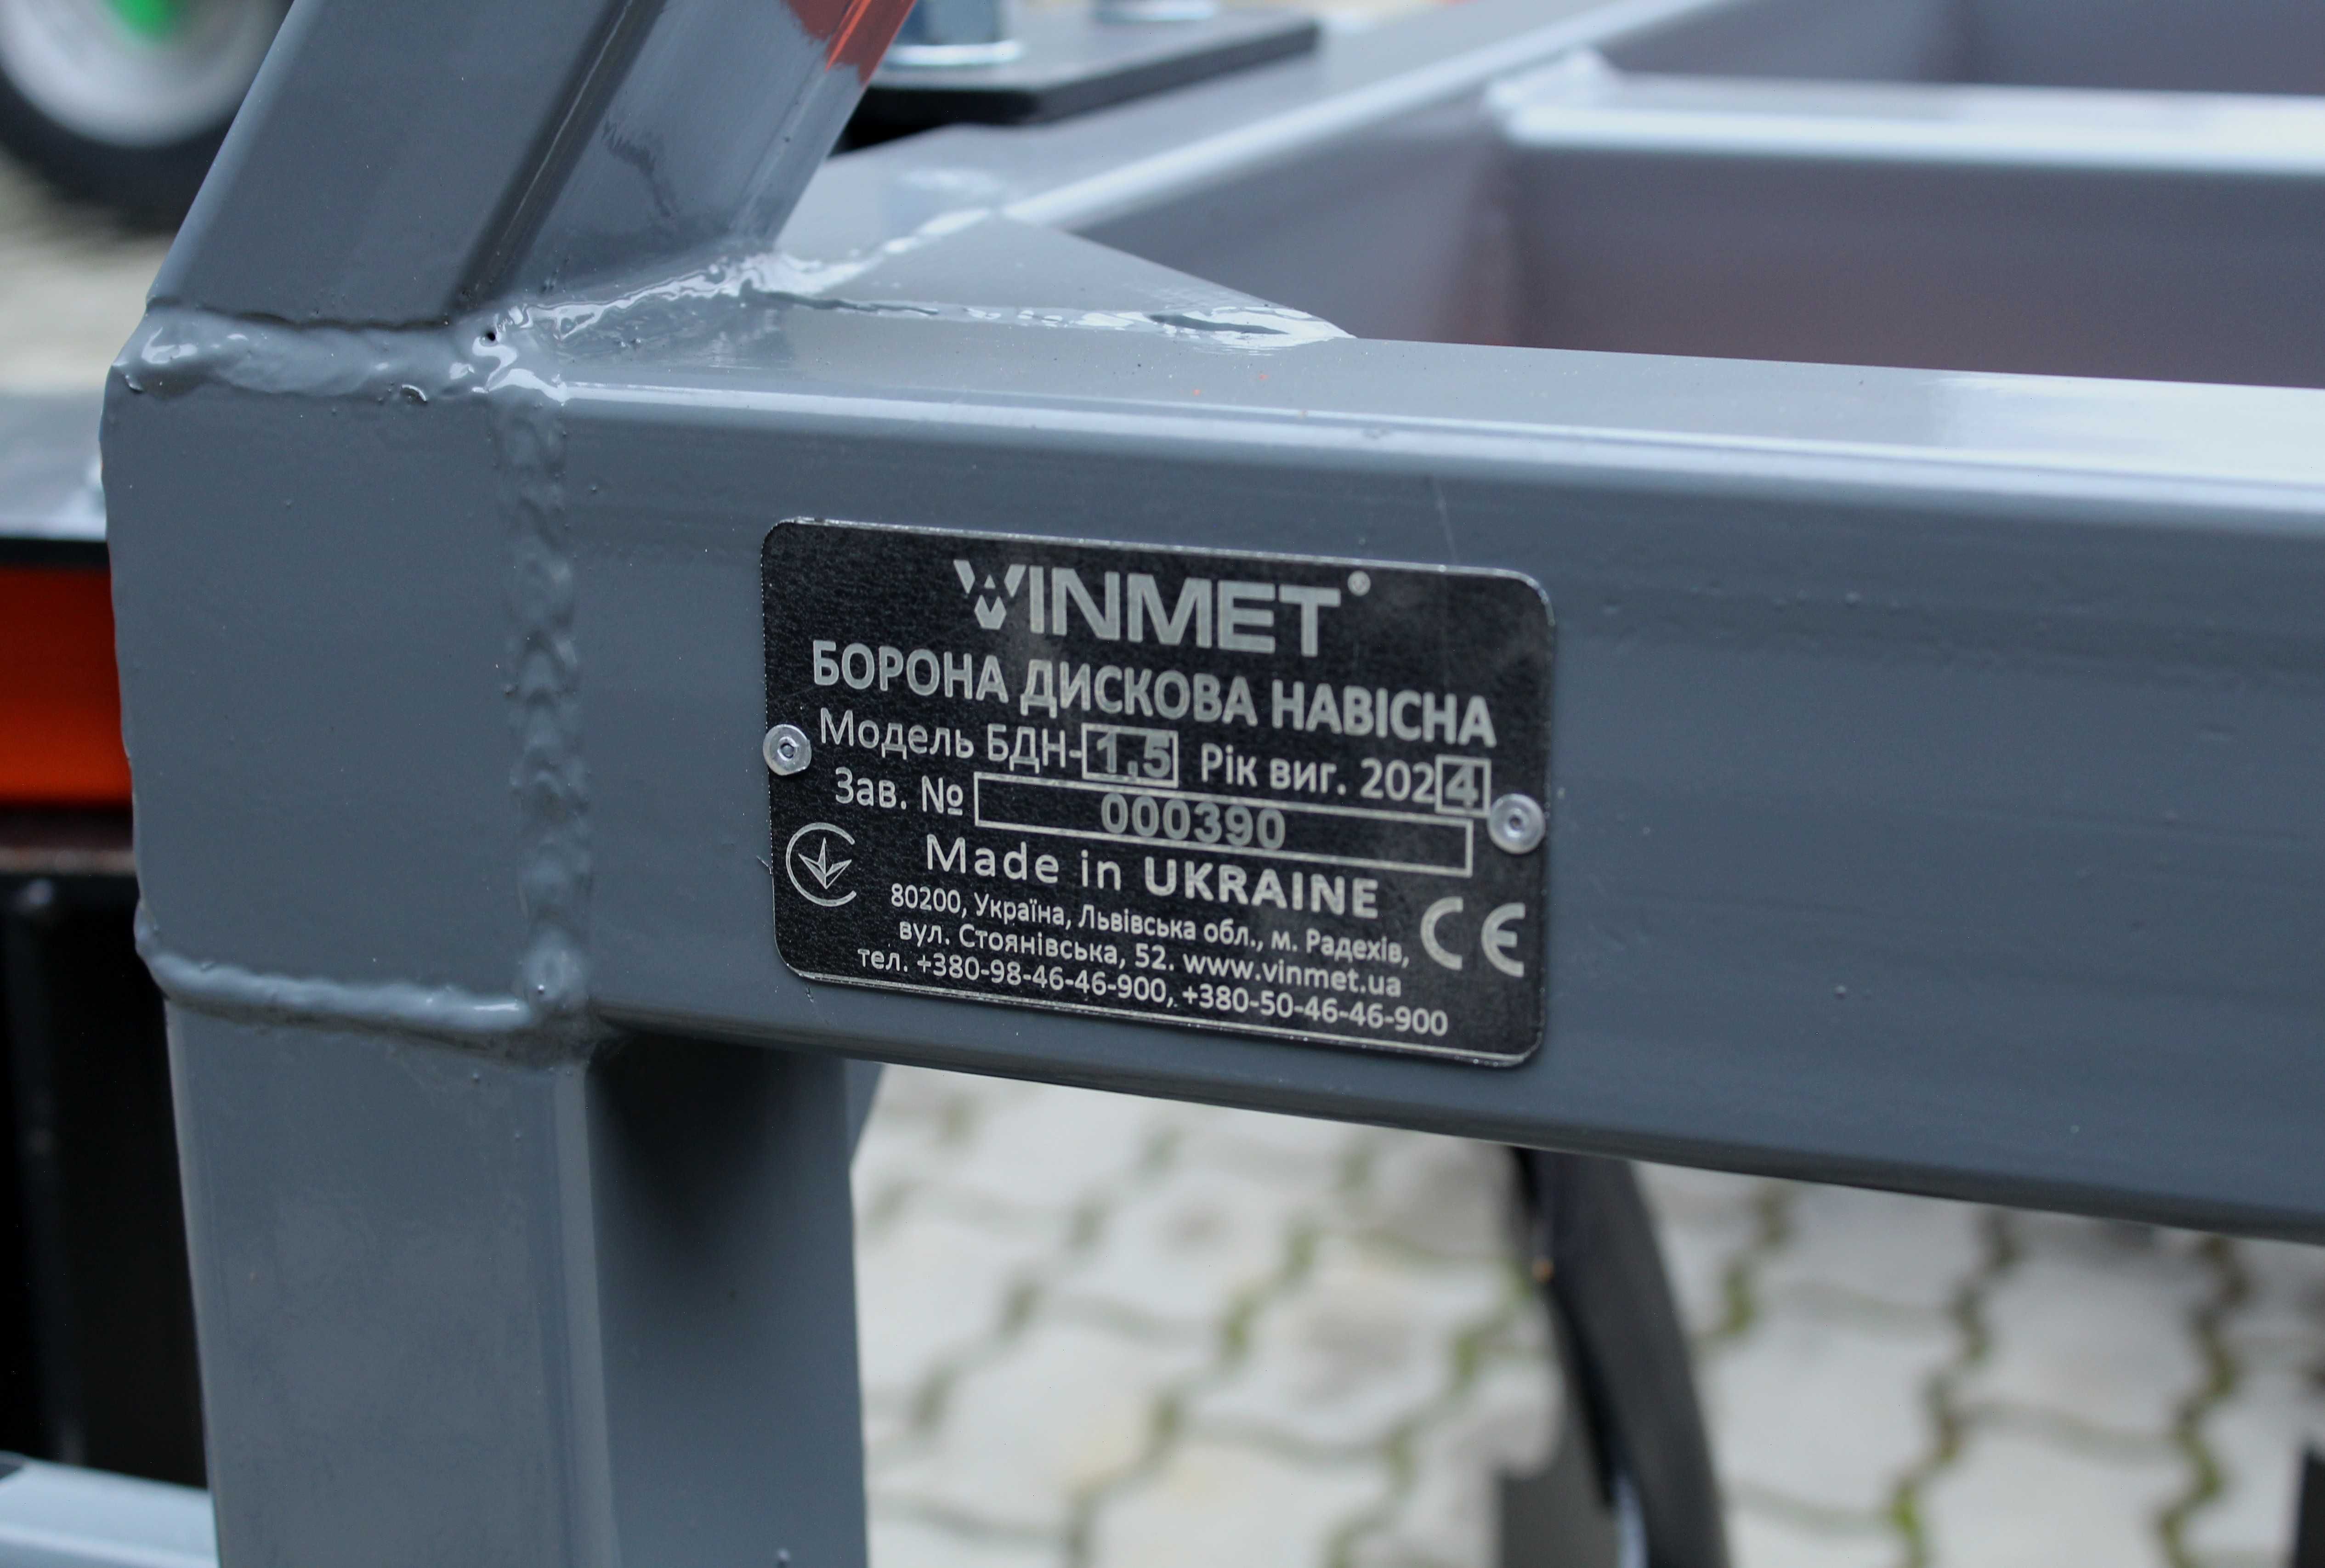 VINMET®
БОРОНА ДИСКОВА НАВІСНА
Модель БДН-1,5 Рік виг. 2024
Зав. № 000390
Made in UKRAINE
80200, Україна, Львівська обл., м. Радехів,
вул. Стоянівська, 52. www.vinmet.ua
тел. +380-98-46-46-900, +380-50-46-46-900
CE